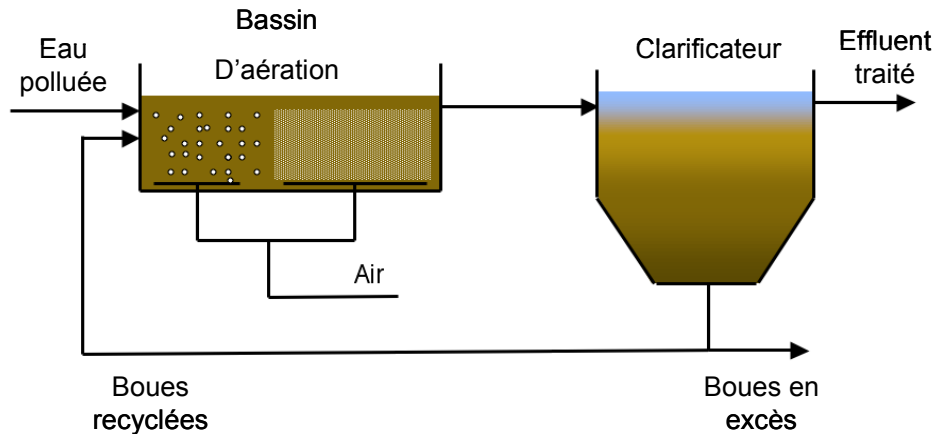 Bassin
Eau
polluée
D'aération
Clarificateur
Effluent
traité
Air
Boues
recyclées
Boues en
excès